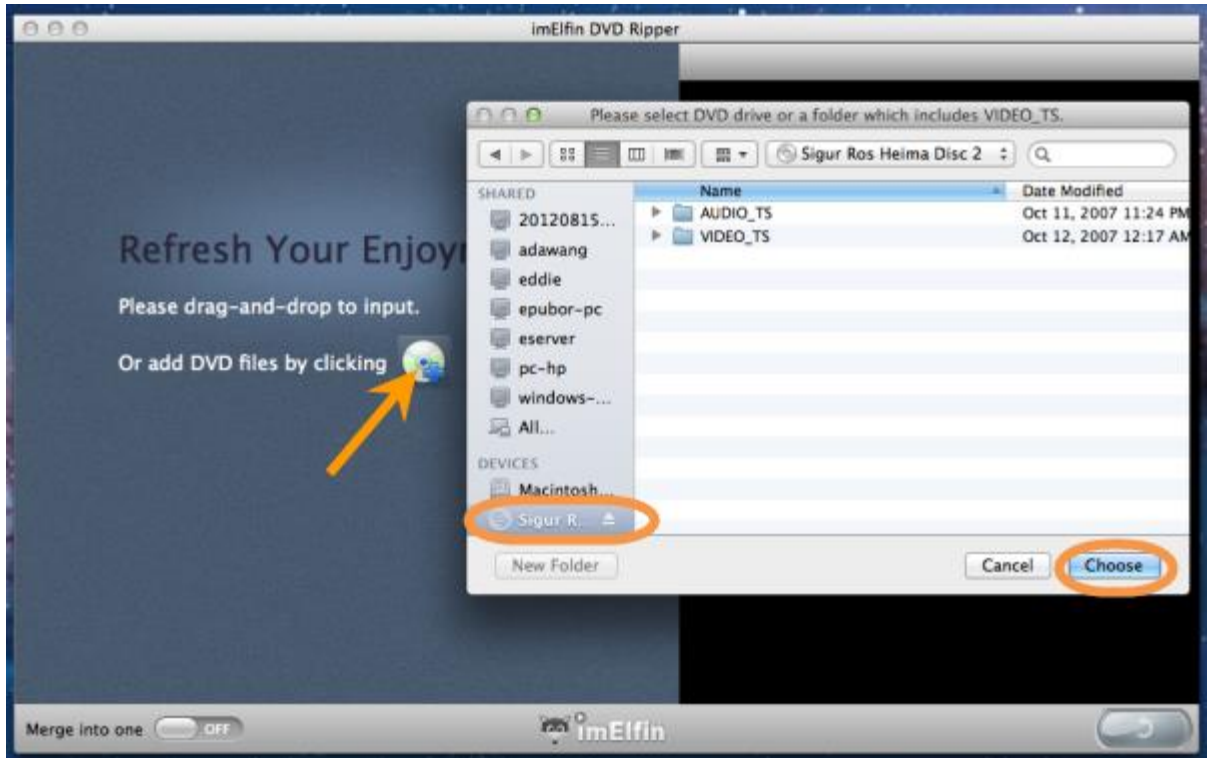 imElfin DVD Ripper
Please select DVD drive or a folder which includes VIDEO_TS.
Sigur Ros Heima Disc 2
SHARED
20120815...
adawang
eddie
epubor-pc
eserver
pc-hp
windows-...
All...
DEVICES
Macintosh...
Sigur R.
Name Date Modified
AUDIO_TS Oct 11, 2007 11:24 PM
VIDEO_TS Oct 12, 2007 12:17 AM
New Folder Cancel Choose
Refresh Your Enjoy
Please drag-and-drop to input.
Or add DVD files by clicking
Merge into one OFF
imElfin